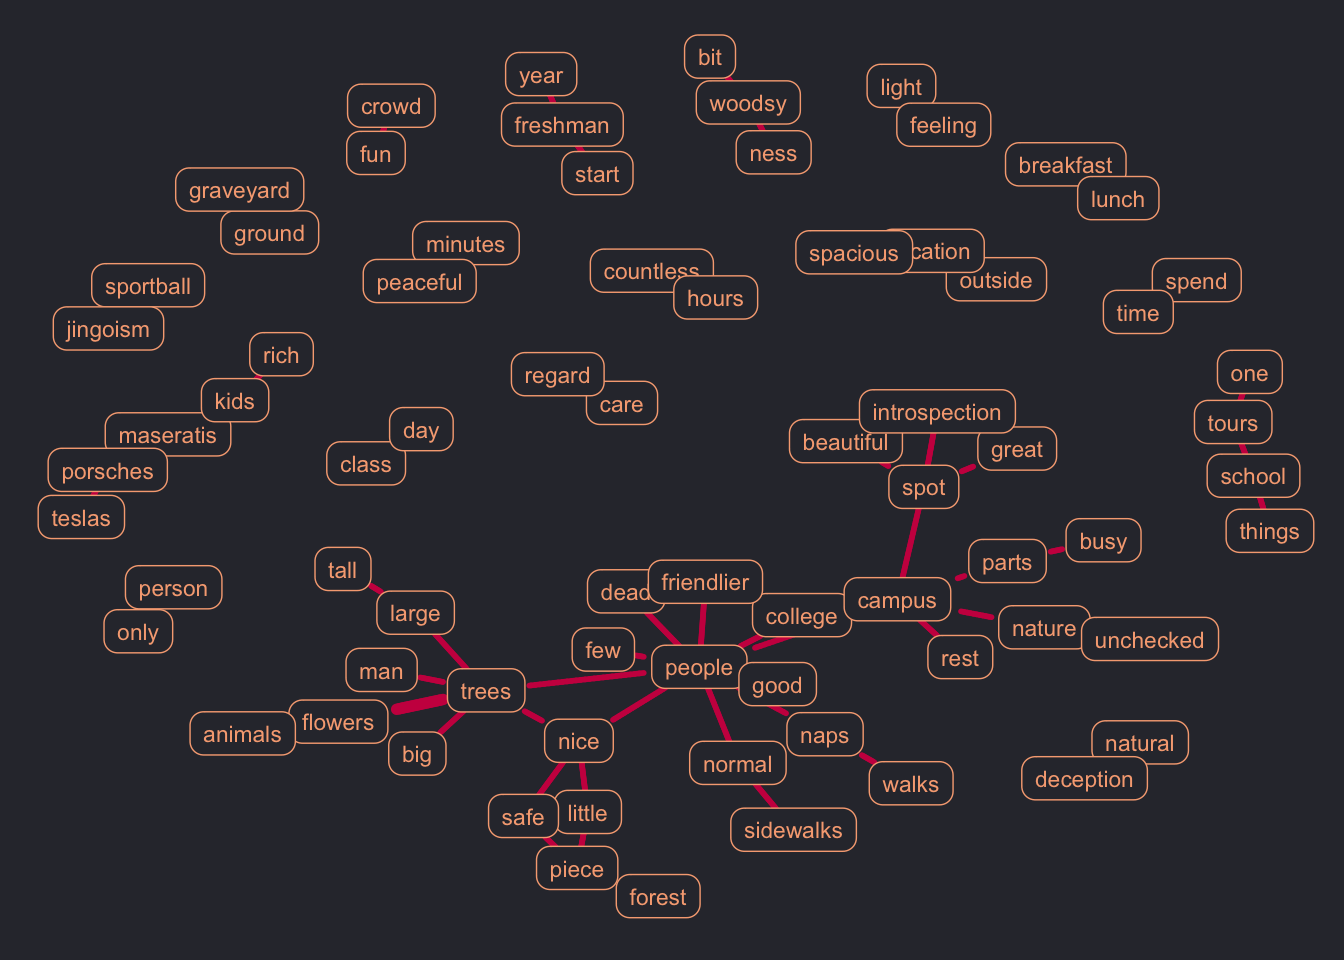 bit
year
woodsy
light
crowd
freshman
feeling
fun
ness
breakfast
start
graveyard
lunch
ground
minutes
spacious
cation
countless
peaceful
outside
spend
sportball
hours
time
jingoism
rich
regard
one
kids
care
introspection
tours
day
maseratis
beautiful
great
class
porsches
spot
school
teslas
things
busy
tall
parts
person
dead
friendlier
large
college
campus
only
nature
unchecked
few
rest
man
people
trees
good
flowers
animals
nice
naps
natural
big
normal
deception
walks
safe
little
sidewalks
piece
forest